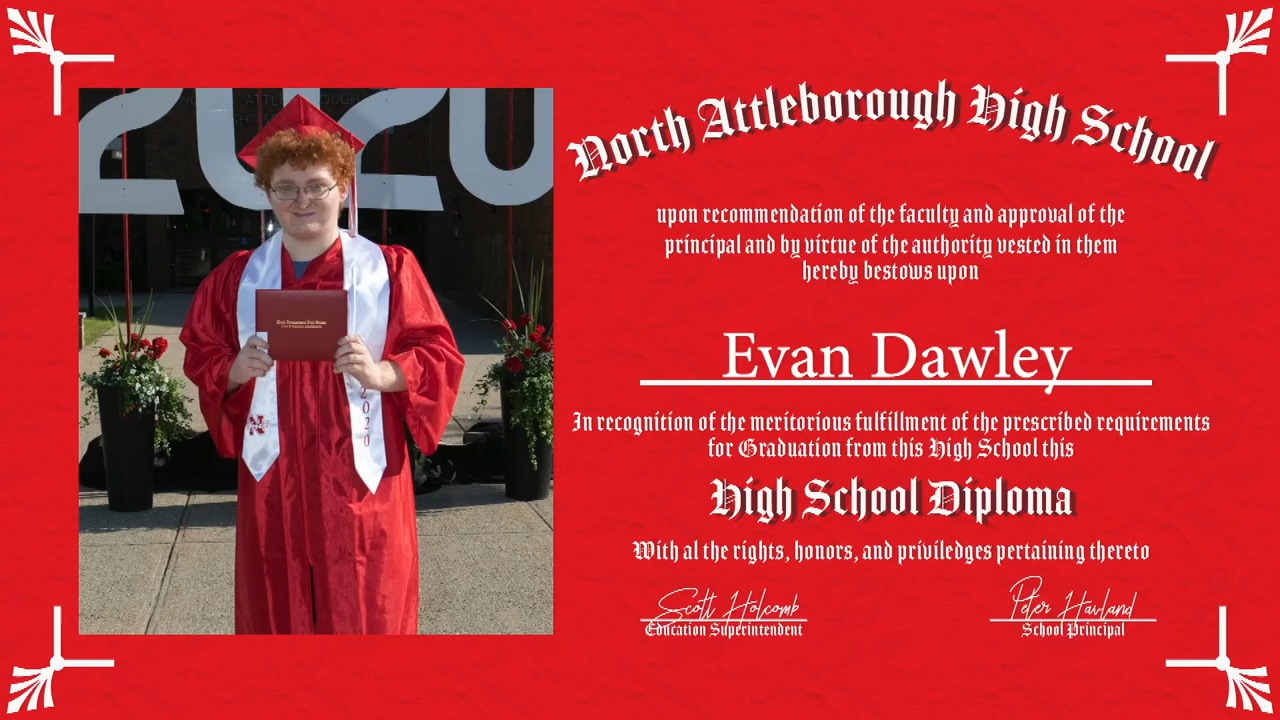 2020
North Attleborough High School
upon recommendation of the faculty and approval of the
principal and by virtue of the authority vested in them
hereby bestows upon
Evan Dawley
In recognition of the meritorious fulfillment of the prescribed requirements
for Graduation from this High School this
High School Diploma
With al the rights, honors, and priviledges pertaining thereto
Scott Holcomb
Education Superintendent
Peter Haviland
School Principal
N
2020